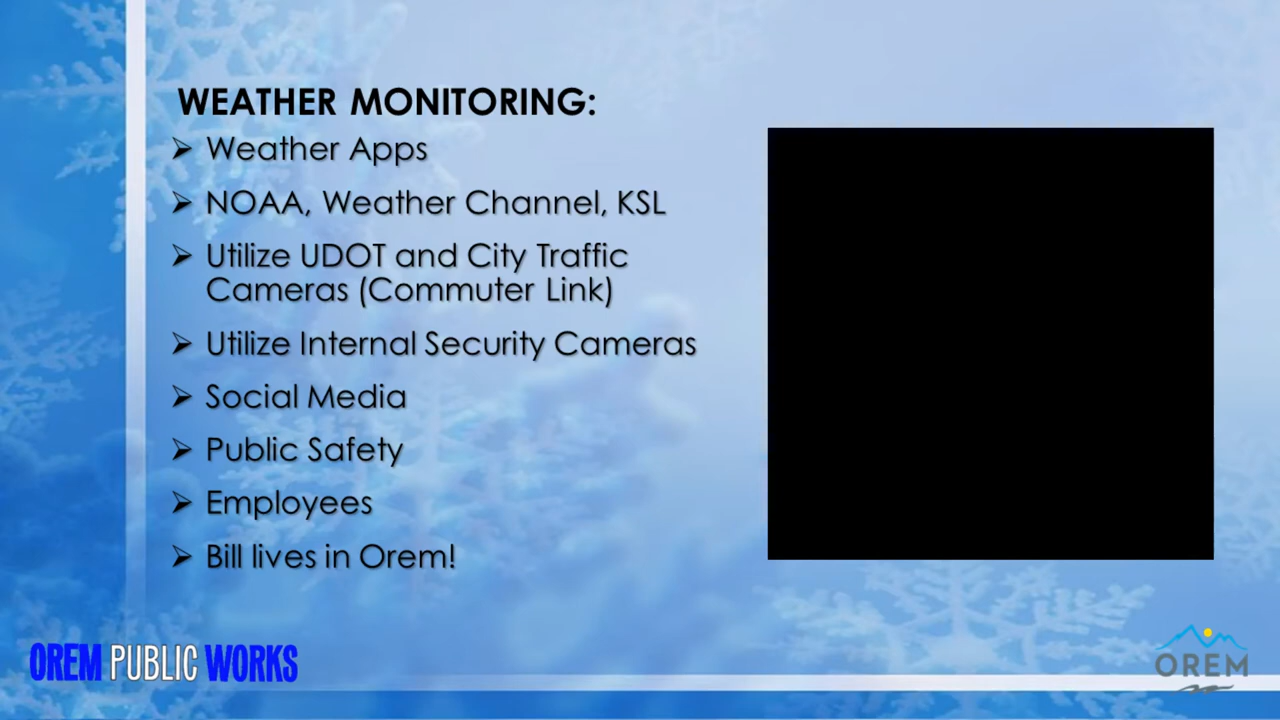 WEATHER MONITORING:
➢ Weather Apps
➢ NOAA, Weather Channel, KSL
➢ Utilize UDOT and City Traffic
Cameras (Commuter Link)
➢ Utilize Internal Security Cameras
➢ Social Media
➢ Public Safety
➢ Employees
➢ Bill lives in Orem!
OREM PUBLIC WORKS
OREM